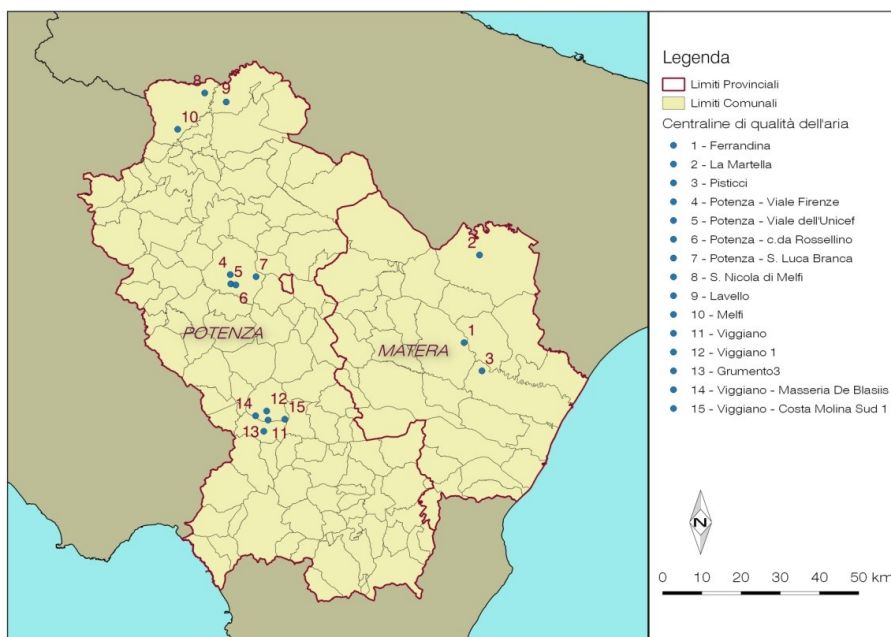 8
9
10
2
4
5
7
6
POTENZA
1
MATERA
3
14
12
15
13
11
Legenda
Limiti Provinciali
Limiti Comunali
Centraline di qualità dell'aria
1 - Ferrandina
2 - La Martella
3 - Pisticci
4 - Potenza - Viale Firenze
5 - Potenza - Viale dell'Unicef
6 - Potenza - c.da Rossellino
7 - Potenza - S. Luca Branca
8 - S. Nicola di Melfi
9 - Lavello
10 - Melfi
11 - Viggiano
12 - Viggiano 1
13 - Grumento3
14 - Viggiano - Masseria De Blasiis
15 - Viggiano - Costa Molina Sud 1
N
0 10 20 30 40 50 km